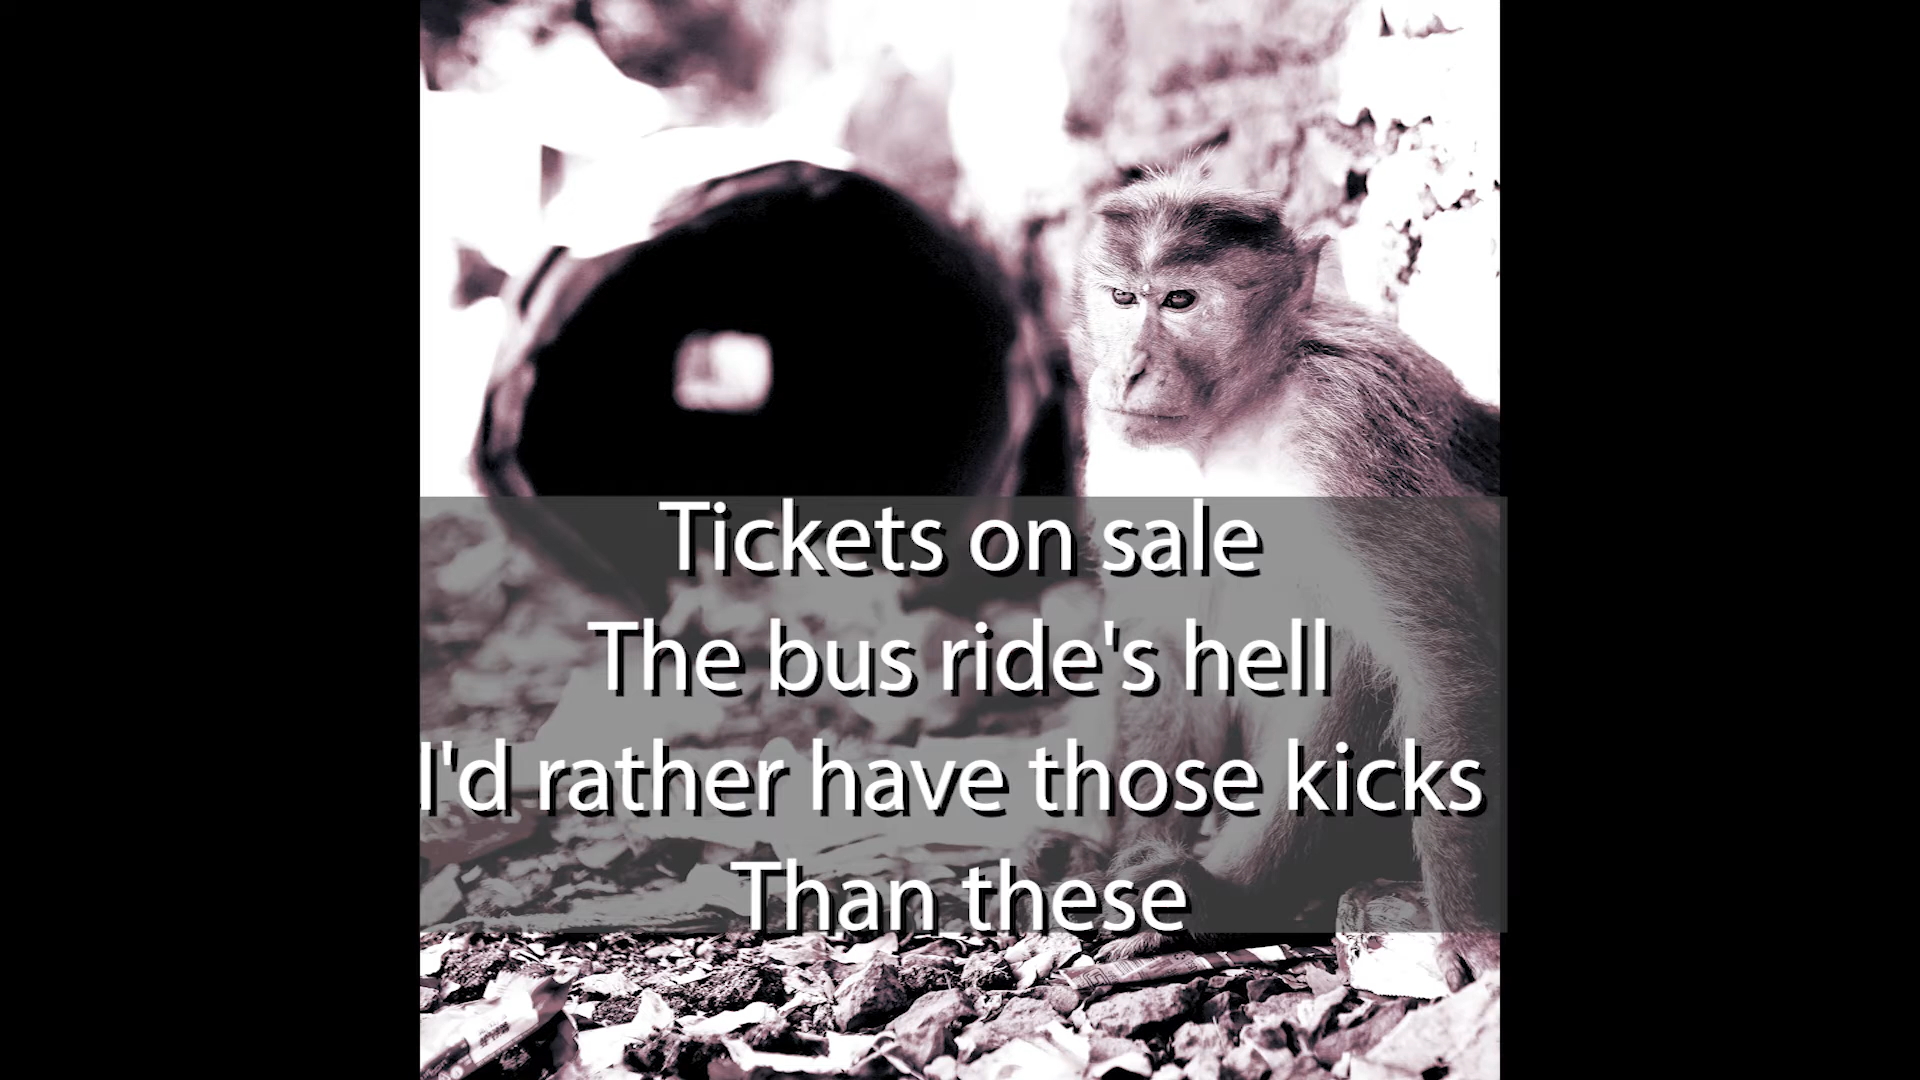 Tickets on sale
The bus ride's hell
I'd rather have those kicks
Than these